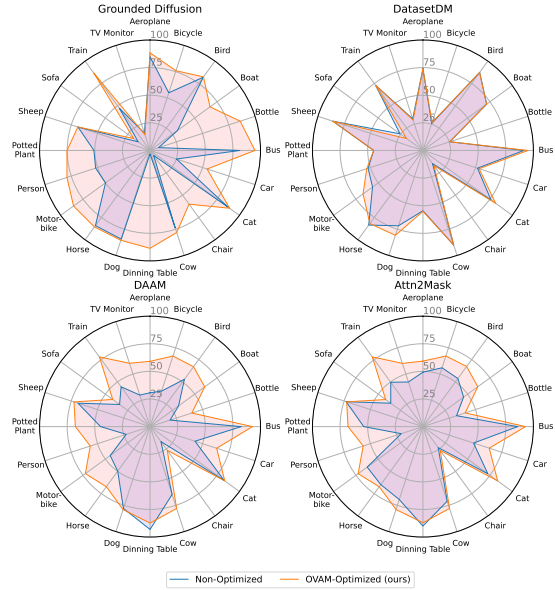 Grounded Diffusion
Aeroplane
TV Monitor
Bicycle
Train
Bird
Sofa
Boat
Sheep
Bottle
Potted
Plant
Bus
Person
Car
Motor-
bike
Cat
Horse
Chair
Dog
Cow
Dinning Table
100
75
50
25
DatasetDM
Aeroplane
TV Monitor
Bicycle
Train
Bird
Sofa
Boat
Sheep
Bottle
Potted
Plant
Bus
Person
Car
Motor-
bike
Cat
Horse
Chair
Dog
Cow
Dinning Table
100
75
50
25
DAAM
Aeroplane
TV Monitor
Bicycle
Train
Bird
Sofa
Boat
Sheep
Bottle
Potted
Plant
Bus
Person
Car
Motor-
bike
Cat
Horse
Chair
Dog
Cow
Dinning Table
100
75
50
25
Attn2Mask
Aeroplane
TV Monitor
Bicycle
Train
Bird
Sofa
Boat
Sheep
Bottle
Potted
Plant
Bus
Person
Car
Motor-
bike
Cat
Horse
Chair
Dog
Cow
Dinning Table
100
75
50
25
Non-Optimized
OVAM-Optimized (ours)